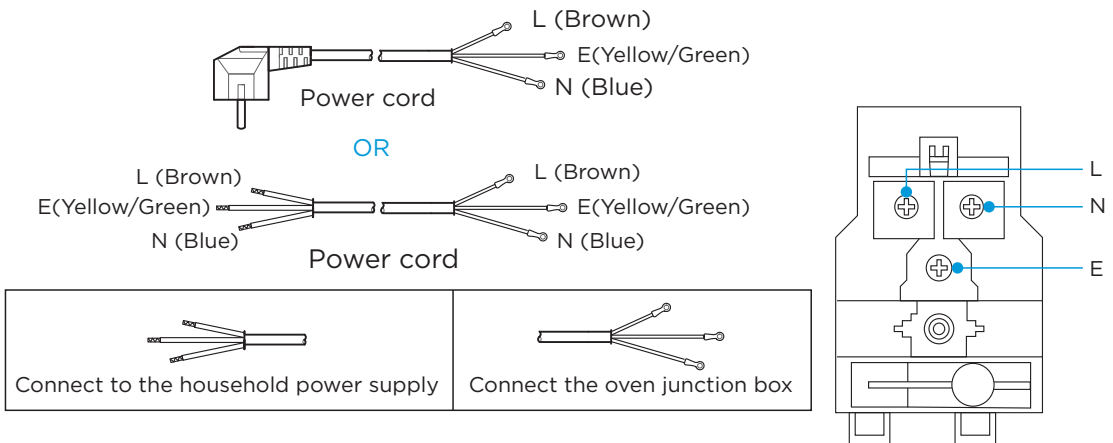 L (Brown)
E(Yellow/Green)
N (Blue)
Power cord
OR
L (Brown)
E(Yellow/Green)
N (Blue)
L (Brown)
E(Yellow/Green)
N (Blue)
Power cord
Connect to the household power supply
Connect the oven junction box
L
N
E